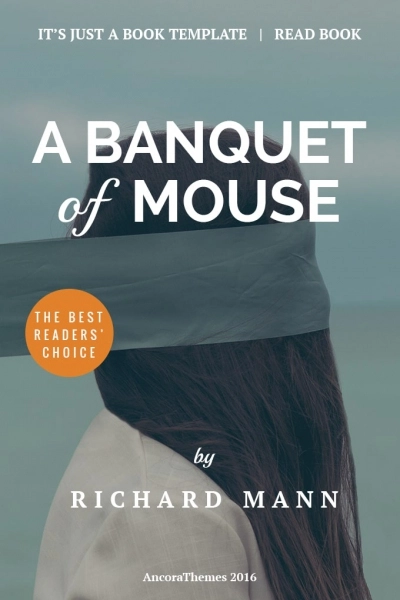 IT'S JUST A BOOK TEMPLATE | READ BOOK
A BANQUET
of MOUSE
THE BEST
READERS'
CHOICE
by
RICHARD MANN
AncoraThemes 2016